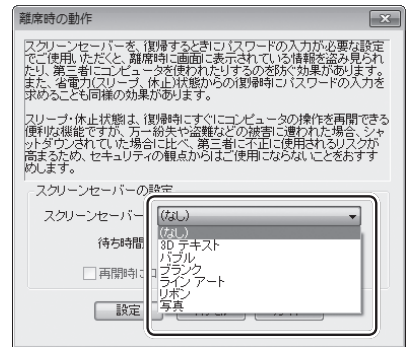 離席時の動作
スクリーンセーバーを、復帰するときにパスワードの入力が必要な設定
でご使用いただくと、離席時に画面に表示されている情報を盗み見られ
たり、第三者にコンピュータを使われたりするのを防ぐ効果があります。
また、省電力(スリープ、休止)状態からの復帰時にパスワードの入力を
求めることも同様の効果があります。
スリープ・休止状態は、復帰時にすぐにコンピュータの操作を再開できる
便利な機能ですが、万一紛失や盗難などの被害に遭われた場合、シャ
ットダウンされていた場合に比べ、第三者に不正に使用されるリスクが
高まるため、セキュリティの観点からはご使用にならないことをおすす
めします。
スクリーンセーバーの設定
スクリーンセーバー
(なし)
待ち時間
(なし)
3D テキスト
バブル
ブランク
ライン アート
リボン
写真
再開時に
設定